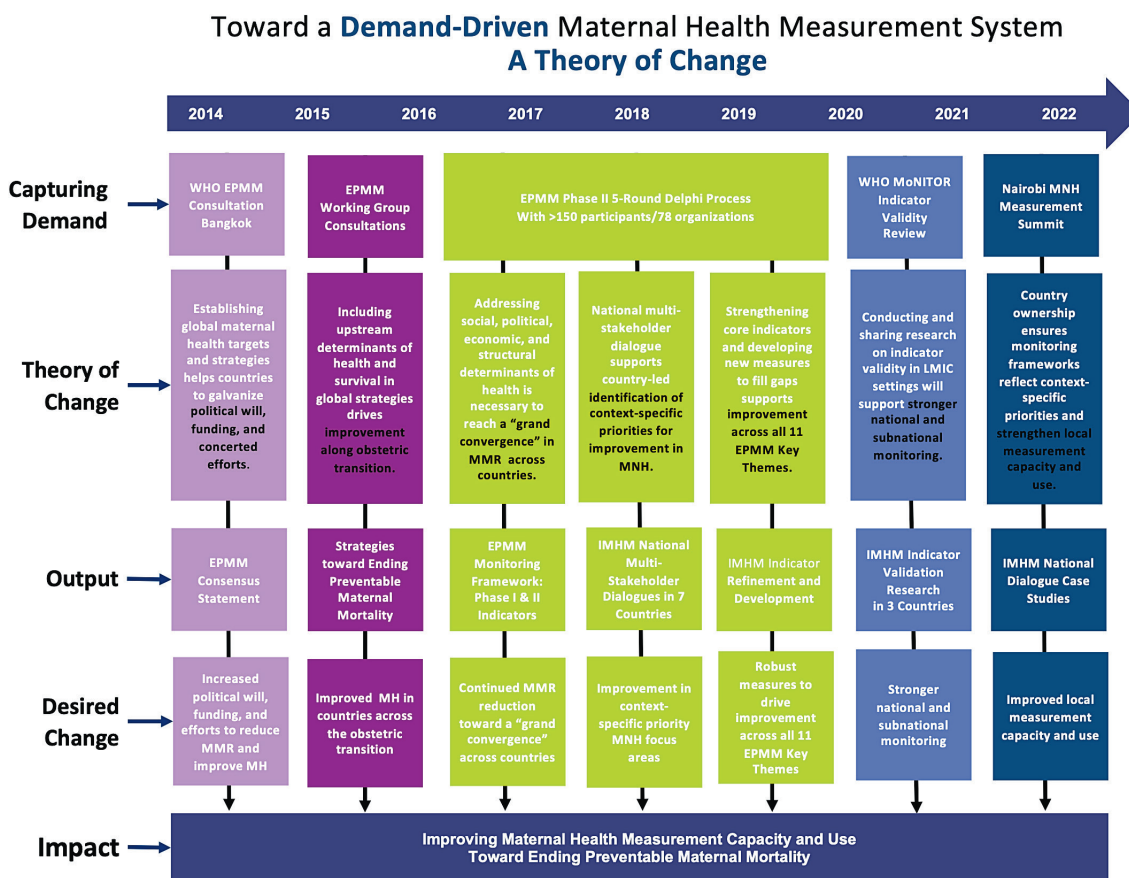 Toward a Demand-Driven Maternal Health Measurement System
A Theory of Change
2014 2015 2016 2017 2018 2019 2020 2021 2022
Capturing
Demand
WHO EPMM
Consultation
Bangkok
EPMM
Working Group
Consultations
EPMM Phase II 5-Round Delphi Process
With >150 participants/78 organizations
WHO MoNITOR
Indicator
Validity
Review
Nairobi MNH
Measurement
Summit
Theory of
Change
Establishing
global maternal
health targets
and strategies
helps countries
to galvanize
political will,
funding, and
concerted
efforts.
Including
upstream
determinants of
health and
survival in
global strategies
drives
improvement
along obstetric
transition.
Addressing
social, political,
economic, and
structural
determinants of
health is
necessary to
reach a “grand
convergence” in
MMR across
countries.
National multi-
stakeholder
dialogue
supports
country-led
identification of
context-specific
priorities for
improvement in
MNH.
Strengthening
core indicators
and developing
new measures
to fill gaps
supports
improvement
across all 11
EPMM Key
Themes.
Conducting and
sharing research
on indicator
validity in LMIC
settings will
support stronger
national and
subnational
monitoring.
Country
ownership
ensures
monitoring
frameworks
reflect context-
specific
priorities and
strengthen local
measurement
capacity and
use.
Output
EPMM
Consensus
Statement
Strategies
toward Ending
Preventable
Maternal
Mortality
EPMM
Monitoring
Framework:
Phase I & II
Indicators
IMHM National
Multi-
Stakeholder
Dialogues in 7
Countries
IMHM Indicator
Refinement and
Development
IMHM Indicator
Validation
Research
in 3 Countries
IMHM National
Dialogue Case
Studies
Desired
Change
Increased
political will,
funding, and
efforts to reduce
MMR and
improve MH
Improved MH in
countries across
the obstetric
transition
Continued MMR
reduction
toward a “grand
convergence”
across countries
Improvement in
context-
specific priority
MNH focus
areas
Robust
measures to
drive
improvement
across all 11
EPMM Key
Themes
Stronger
national and
subnational
monitoring
Improved local
measurement
capacity and use
Impact
Improving Maternal Health Measurement Capacity and Use
Toward Ending Preventable Maternal Mortality